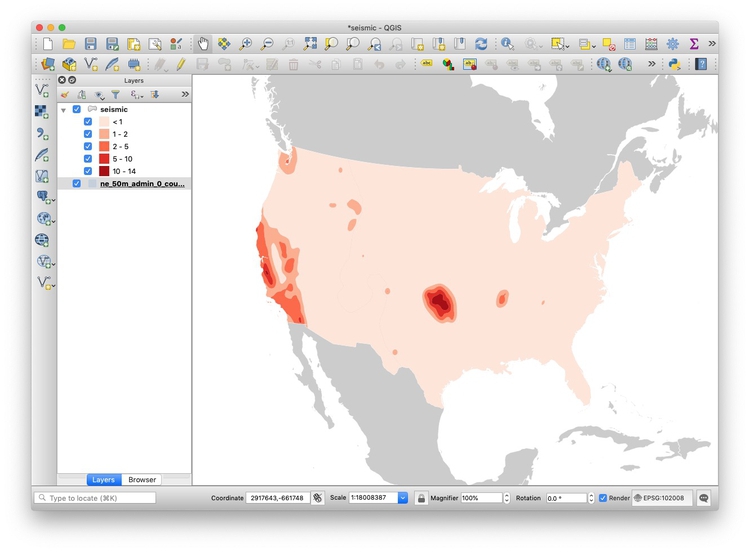 *seismic - QGIS
Layers
seismic
< 1
1 - 2
2 - 5
5 - 10
10 - 14
ne_50m_admin_0_cou...
Layers Browser
Type to locate (⌘K)
Coordinate 2917643,-661748 Scale 1:18008387 Magnifier 100% Rotation 0.0 ° Render EPSG:102008